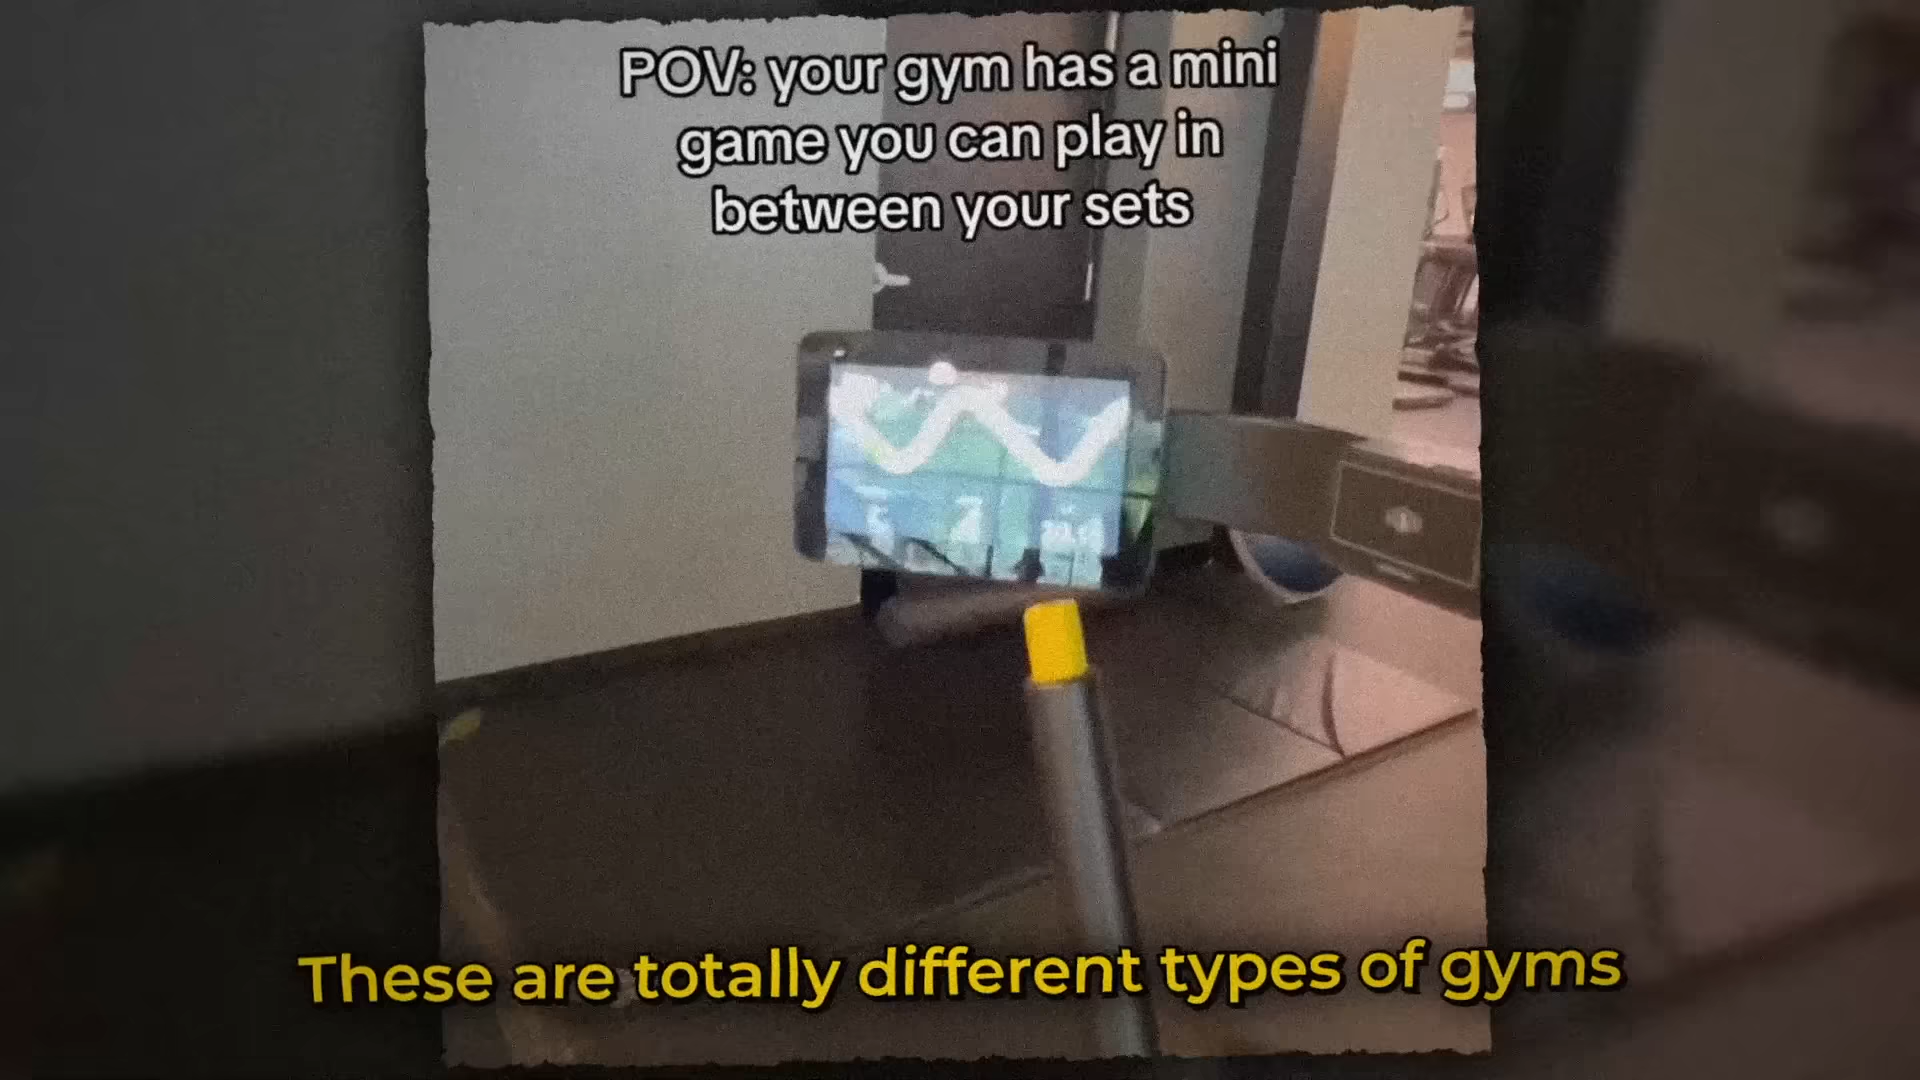 POV: your gym has a mini
game you can play in
between your sets
These are totally different types of gyms